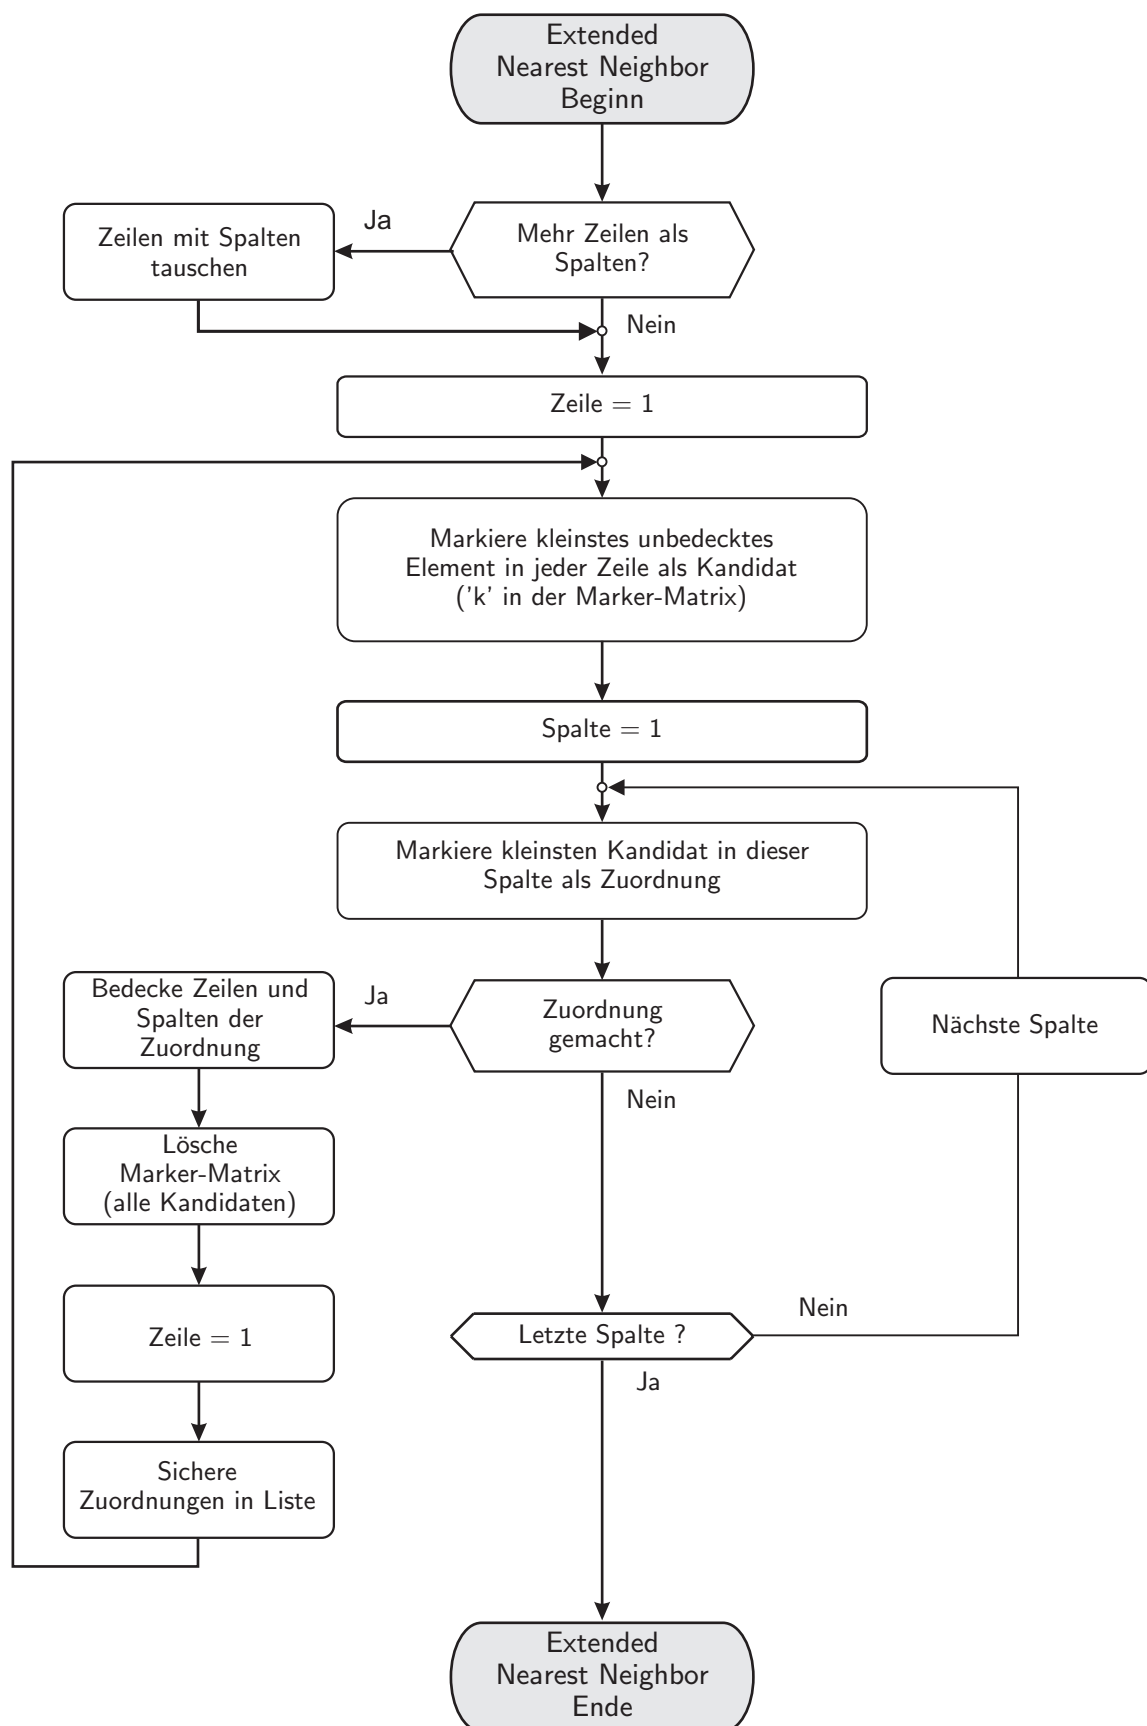 Extended
Nearest Neighbor
Beginn
Mehr Zeilen als
Spalten?
Ja
Zeilen mit Spalten
tauschen
Nein
Zeile = 1
Markiere kleinstes unbedecktes
Element in jeder Zeile als Kandidat
('k' in der Marker-Matrix)
Spalte = 1
Markiere kleinsten Kandidat in dieser
Spalte als Zuordnung
Zuordnung
gemacht?
Ja
Bedecke Zeilen und
Spalten der
Zuordnung
Nächste Spalte
Nein
Lösche
Marker-Matrix
(alle Kandidaten)
Zeile = 1
Letzte Spalte ?
Nein
Ja
Sichere
Zuordnungen in Liste
Extended
Nearest Neighbor
Ende